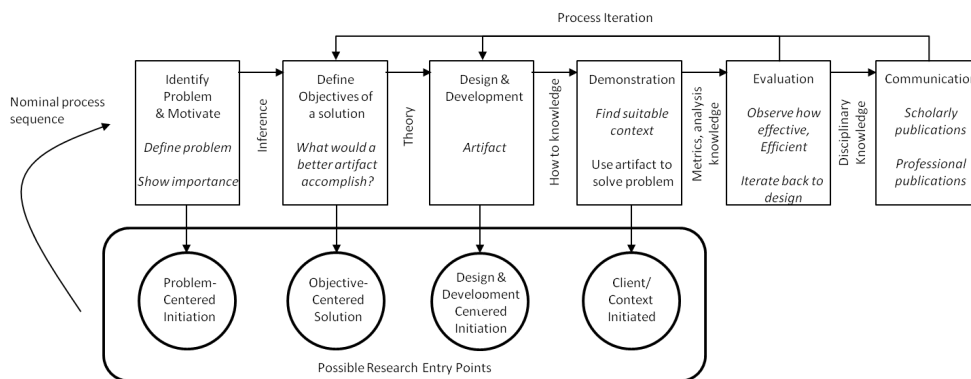 Process Iteration
Nominal process
sequence
Identify
Problem
& Motivate
Define problem
Show importance
Inference
Define
Objectives of
a solution
What would a
better artifact
accomplish?
Theory
Design &
Development
Artifact
How to knowledge
Demonstration
Find suitable
context
Use artifact to
solve problem
Metrics, analysis
knowledge
Evaluation
Observe how
effective,
Efficient
Iterate back to
design
Disciplinary
Knowledge
Communication
Scholarly
publications
Professional
publications
Problem-
Centered
Initiation
Objective-
Centered
Solution
Design &
Development
Centered
Initiation
Client/
Context
Initiated
Possible Research Entry Points